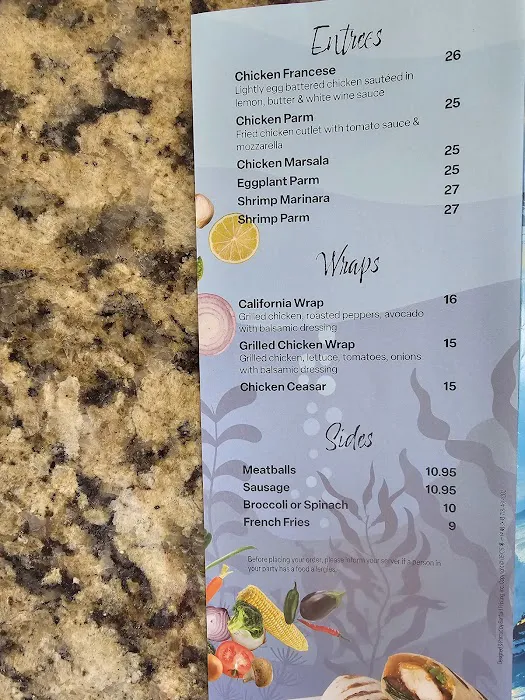 Entrees
Chicken Francese 26
Lightly egg battered chicken sautéed in
lemon, butter & white wine sauce
Chicken Parm 25
Fried chicken cutlet with tomato sauce &
mozzarella
Chicken Marsala 25
Eggplant Parm 25
Shrimp Marinara 27
Shrimp Parm 27
Wraps
California Wrap 16
Grilled chicken, roasted peppers, avocado
with balsamic dressing
Grilled Chicken Wrap 15
Grilled chicken, lettuce, tomatoes, onions
with balsamic dressing
Chicken Ceasar 15
Sides
Meatballs 10.95
Sausage 10.95
Broccoli or Spinach 10
French Fries 9
Before placing your order, please inform your server if a person in
your party has a food allergies.